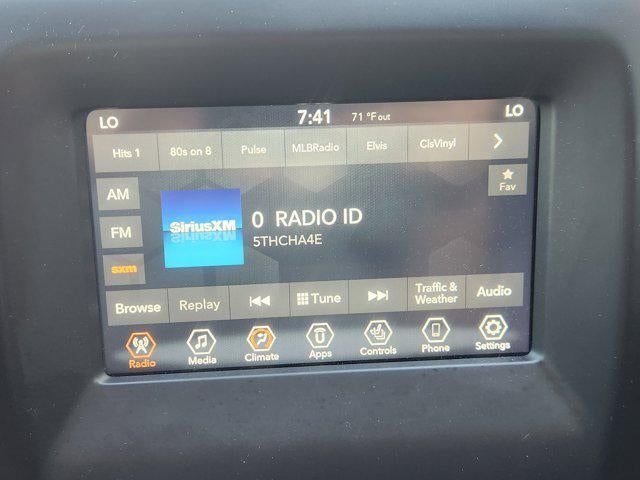 LO 7:41 71 °F out LO
Hits 1 80s on 8 Pulse MLBRadio Elvis ClsVinyl
AM
FM
sxm
SiriusXM
0 RADIO ID
5THCHA4E
Fav
Browse Replay Tune Traffic & Weather Audio
Radio Media Climate Apps Controls Phone Settings